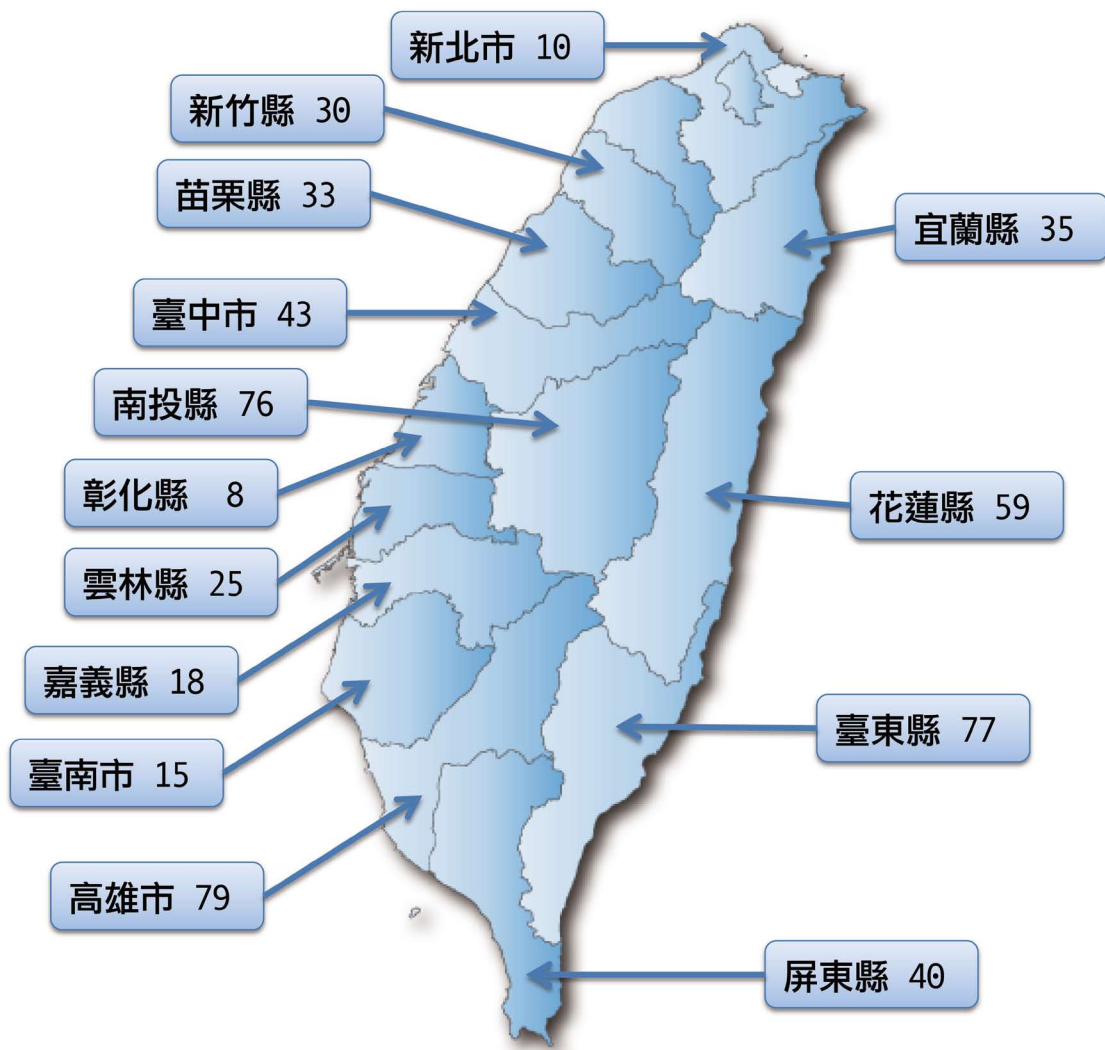 新北市 10
新竹縣 30
苗栗縣 33
宜蘭縣 35
臺中市 43
南投縣 76
彰化縣 8
花蓮縣 59
雲林縣 25
嘉義縣 18
臺東縣 77
臺南市 15
高雄市 79
屏東縣 40